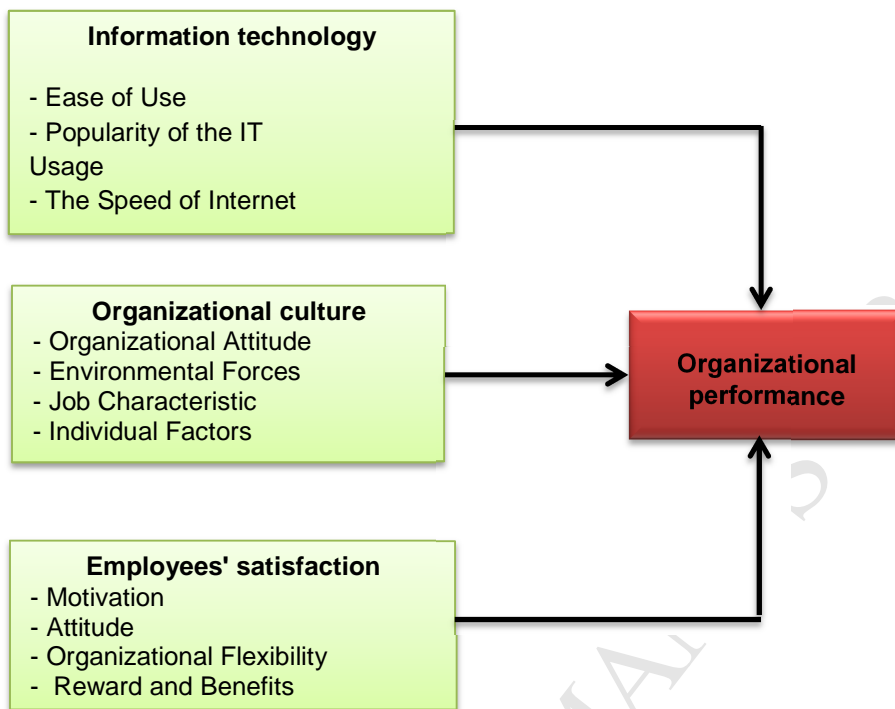 Information technology
- Ease of Use
- Popularity of the IT
Usage
- The Speed of Internet
Organizational culture
- Organizational Attitude
- Environmental Forces
- Job Characteristic
- Individual Factors
Organizational
performance
Employees' satisfaction
- Motivation
- Attitude
- Organizational Flexibility
- Reward and Benefits